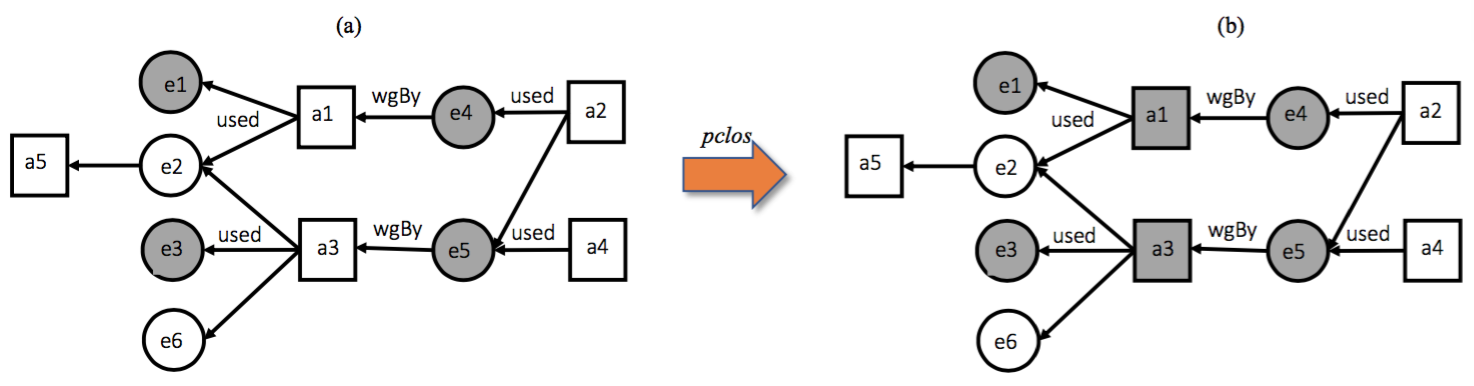 (a)
(b)
e1
used
a1
wgBy
e4
used
a2
a5
e2
e3
used
a3
wgBy
e5
used
a4
e6
pclos
e1
used
a1
wgBy
e4
used
a2
a5
e2
e3
used
a3
wgBy
e5
used
a4
e6